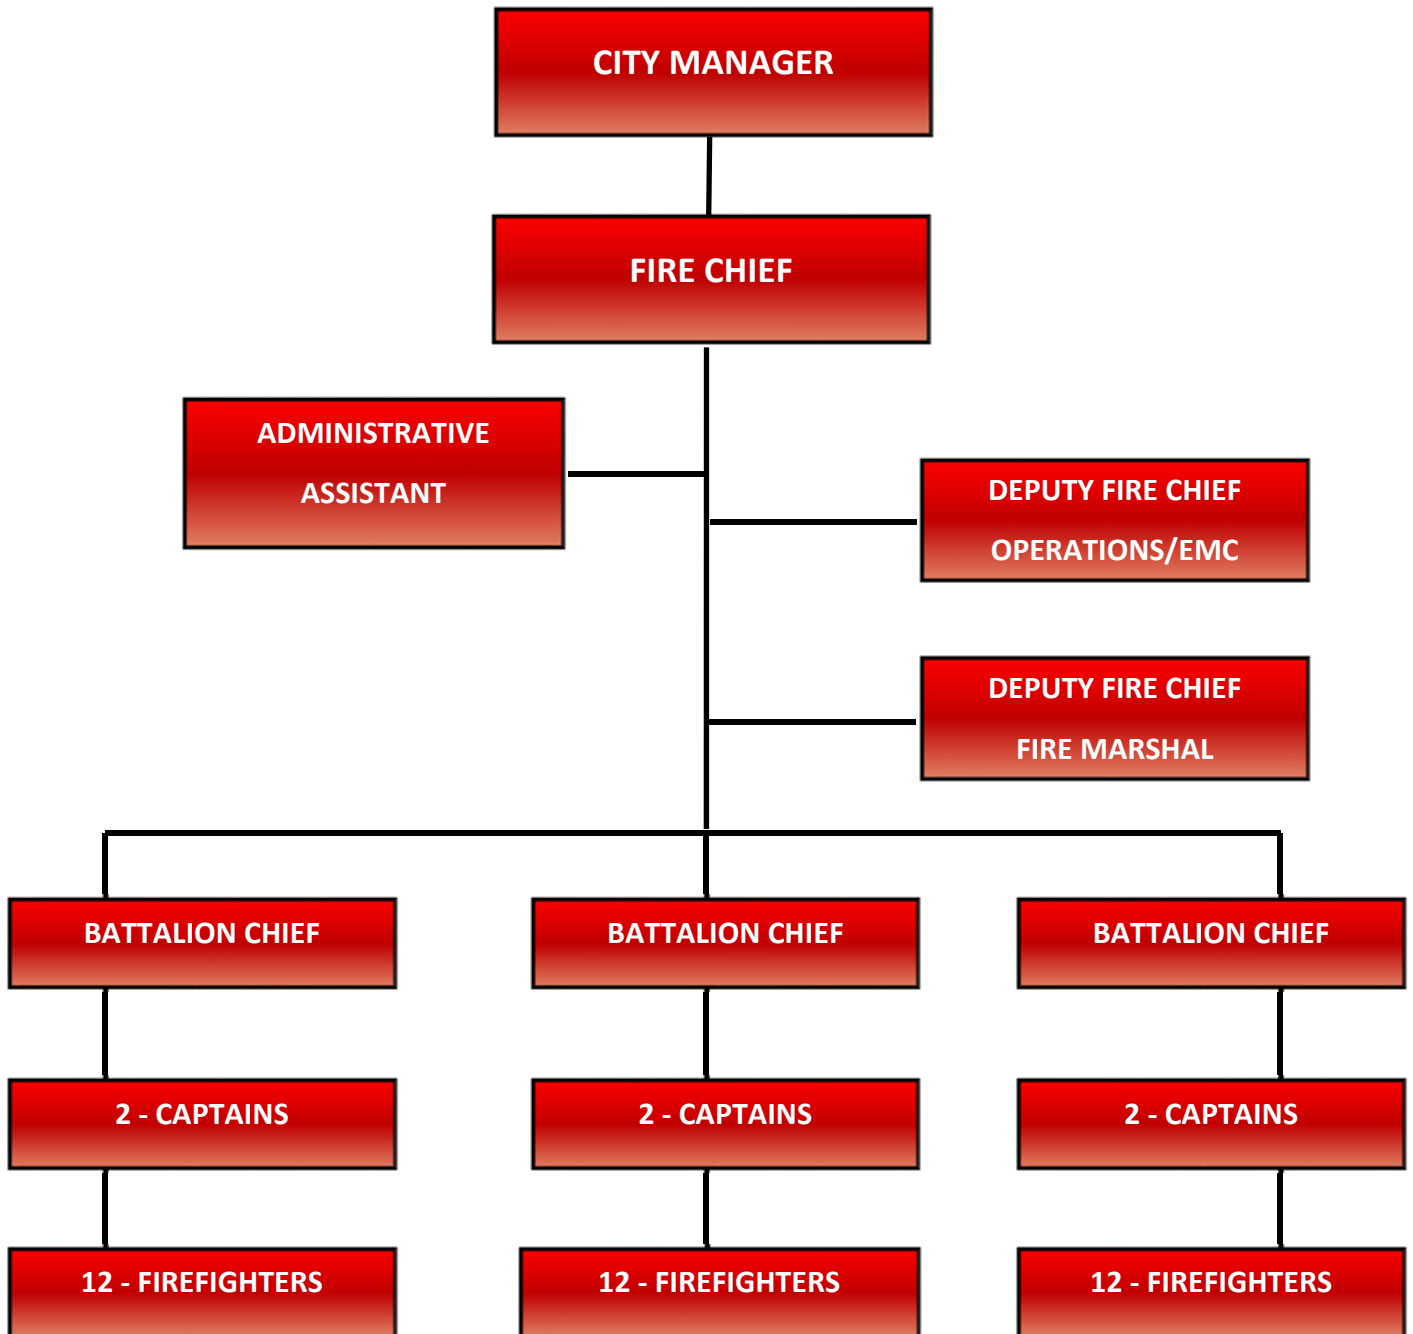 CITY MANAGER
FIRE CHIEF
ADMINISTRATIVE
ASSISTANT
DEPUTY FIRE CHIEF
OPERATIONS/EMC
DEPUTY FIRE CHIEF
FIRE MARSHAL
BATTALION CHIEF
BATTALION CHIEF
BATTALION CHIEF
2 - CAPTAINS
2 - CAPTAINS
2 - CAPTAINS
12 - FIREFIGHTERS
12 - FIREFIGHTERS
12 - FIREFIGHTERS